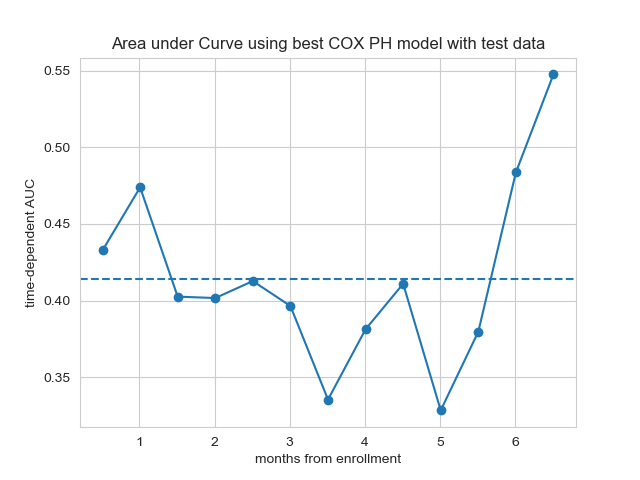 Area under Curve using best COX PH model with test data
time-dependent AUC
0.55
0.50
0.45
0.40
0.35
1 2 3 4 5 6
months from enrollment